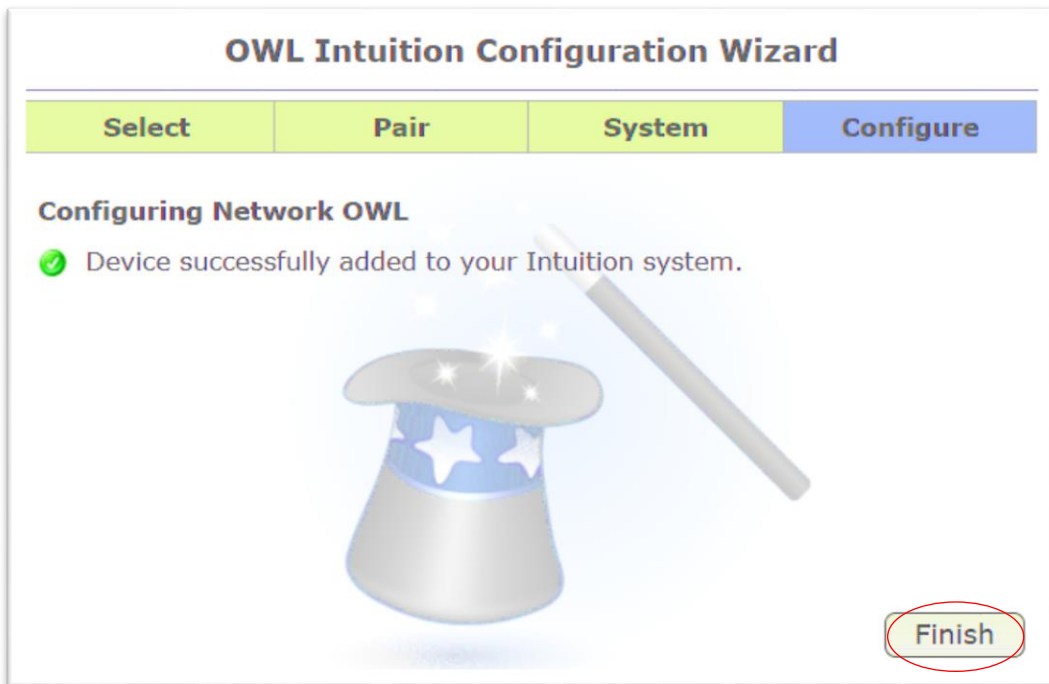 OWL Intuition Configuration Wizard
Select Pair System Configure
Configuring Network OWL
Device successfully added to your Intuition system.
Finish